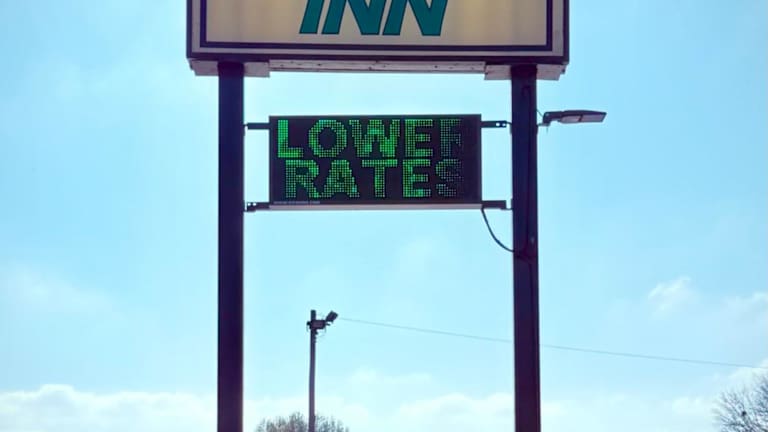 INN
LOWER
RATES